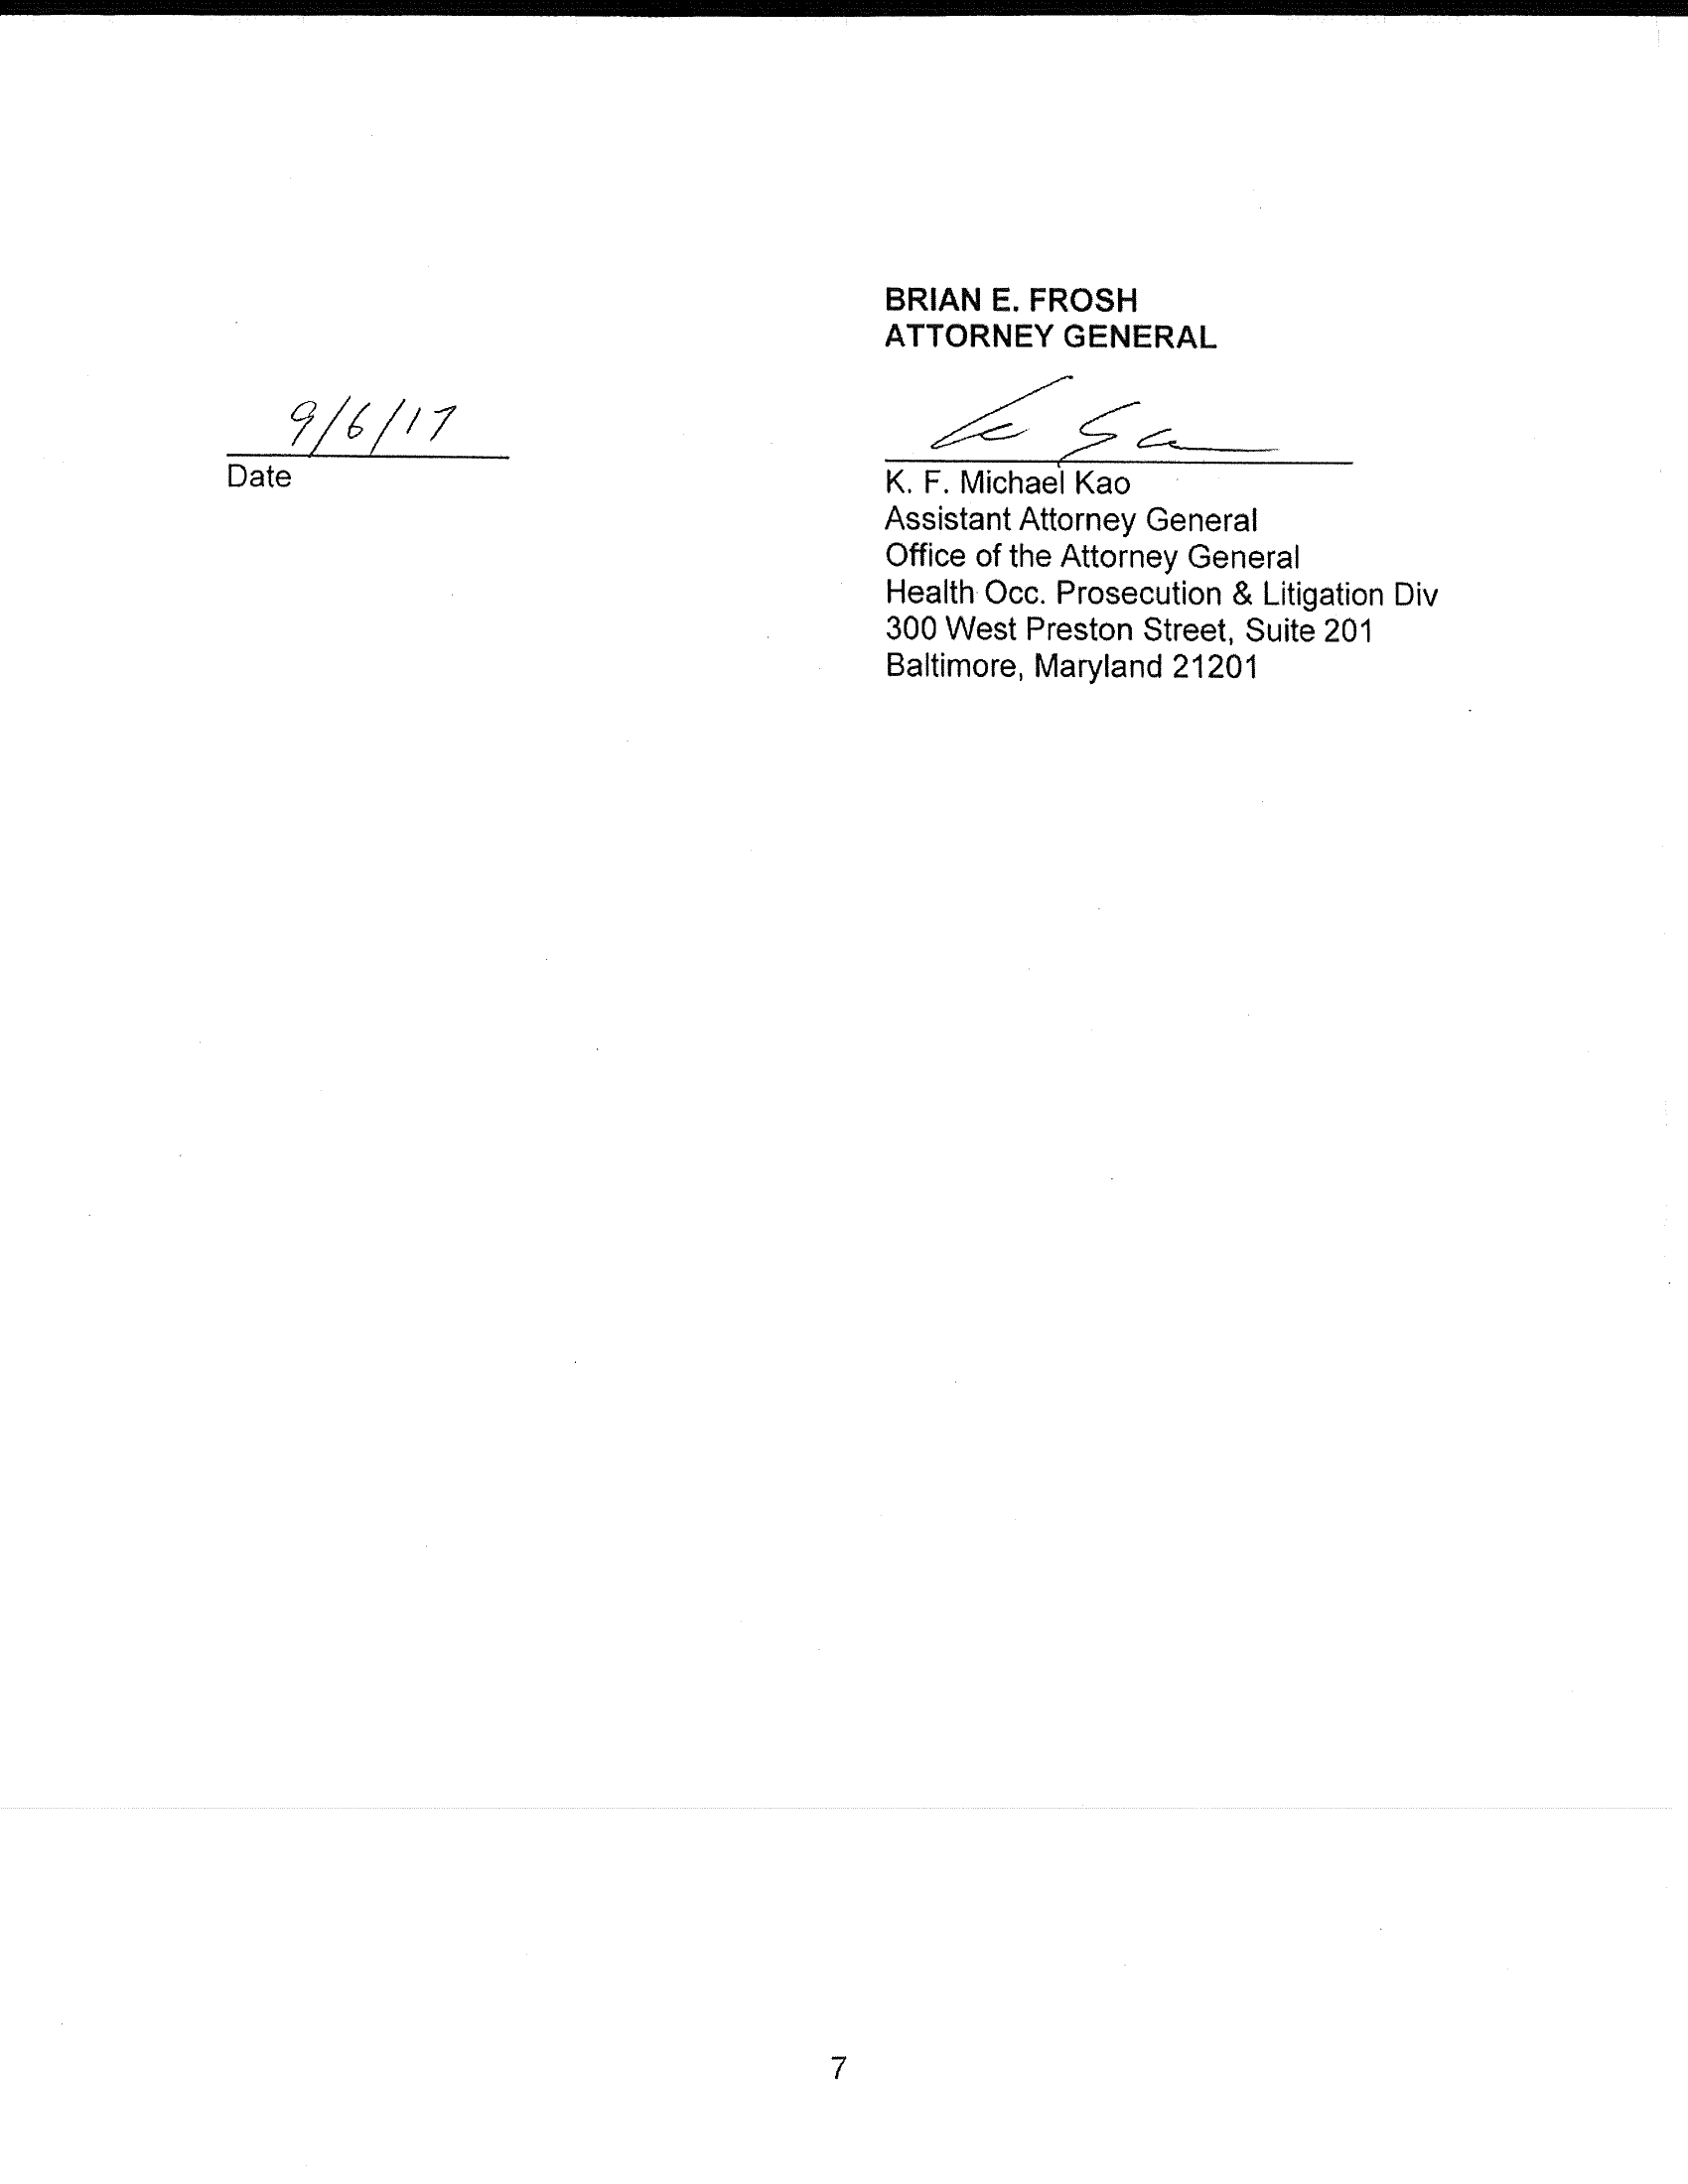 BRIAN E. FROSH
ATTORNEY GENERAL
9/6/17
Date
K. F. Michael Kao
Assistant Attorney General
Office of the Attorney General
Health Occ. Prosecution & Litigation Div
300 West Preston Street, Suite 201
Baltimore, Maryland 21201
7